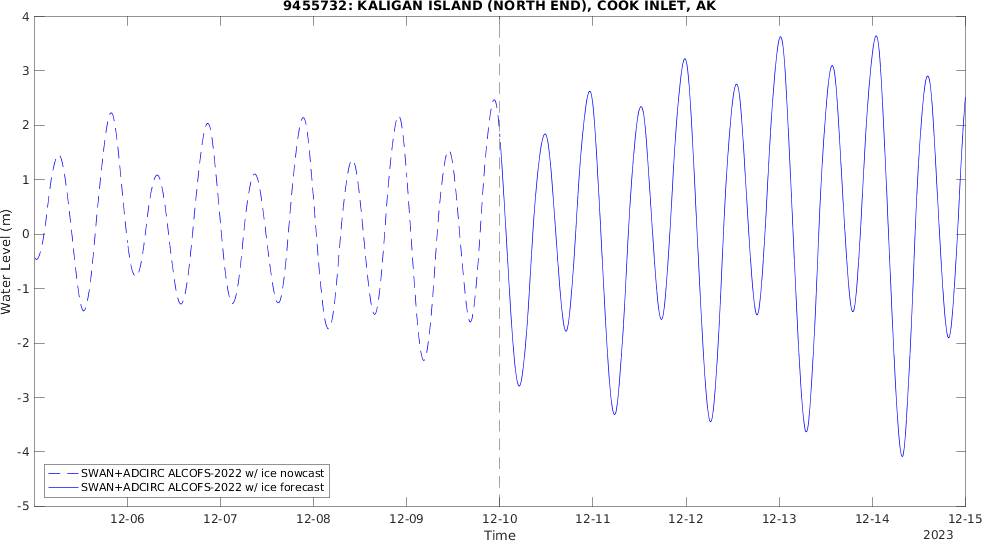 9455732: KALIGAN ISLAND (NORTH END), COOK INLET, AK
4
3
2
1
0
-1
-2
-3
-4
-5
Water Level (m)
SWAN+ADCIRC ALCOFS-2022 w/ ice nowcast
SWAN+ADCIRC ALCOFS-2022 w/ ice forecast
12-06 12-07 12-08 12-09 12-10 12-11 12-12 12-13 12-14 12-15
Time
2023